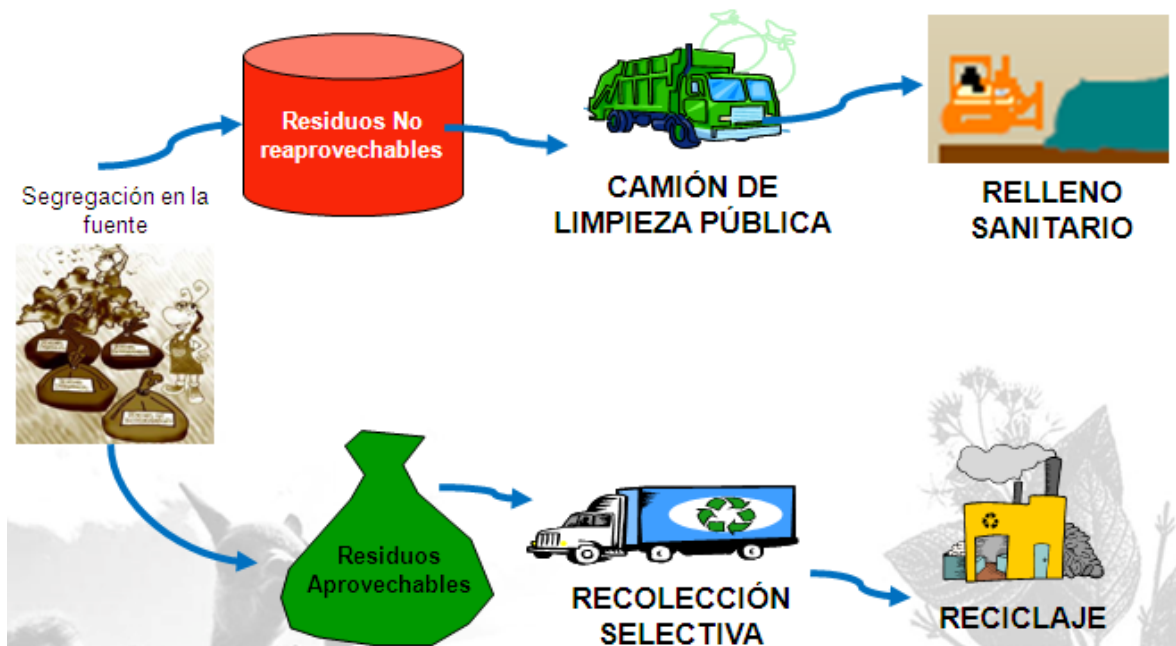 Segregación en la
fuente
Residuos No
reaprovechables
CAMIÓN DE
LIMPIEZA PÚBLICA
RELLENO
SANITARIO
Residuos
Aprovechables
RECOLECCIÓN
SELECTIVA
RECICLAJE